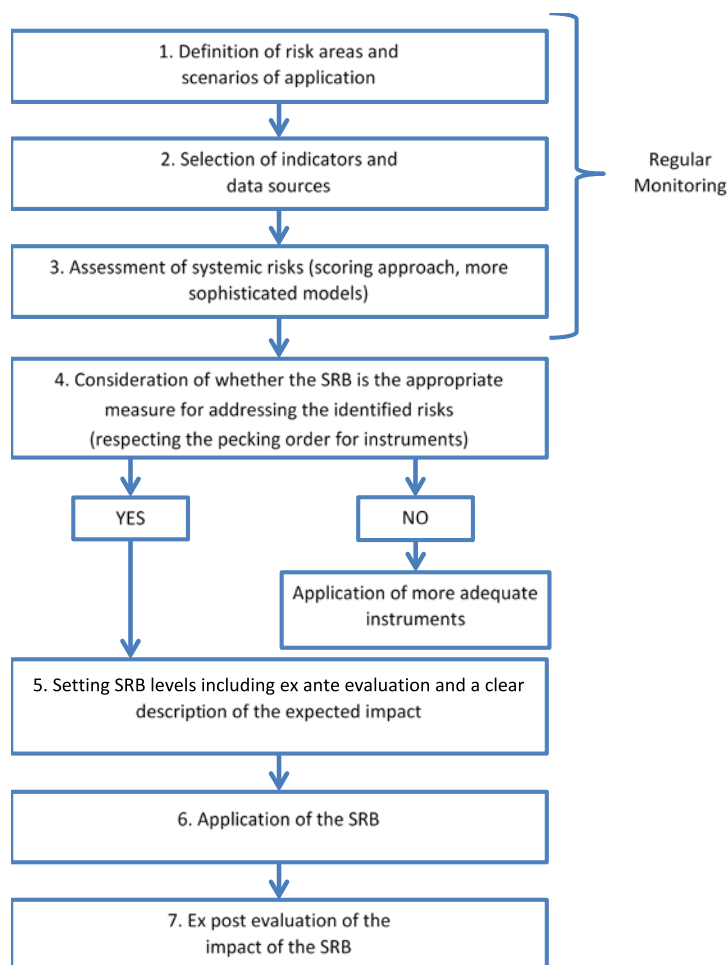 1. Definition of risk areas and
scenarios of application
2. Selection of indicators and
data sources
Regular
Monitoring
3. Assessment of systemic risks (scoring approach, more
sophisticated models)
4. Consideration of whether the SRB is the appropriate
measure for addressing the identified risks
(respecting the pecking order for instruments)
YES
NO
Application of more adequate
instruments
5. Setting SRB levels including ex ante evaluation and a clear
description of the expected impact
6. Application of the SRB
7. Ex post evaluation of the
impact of the SRB